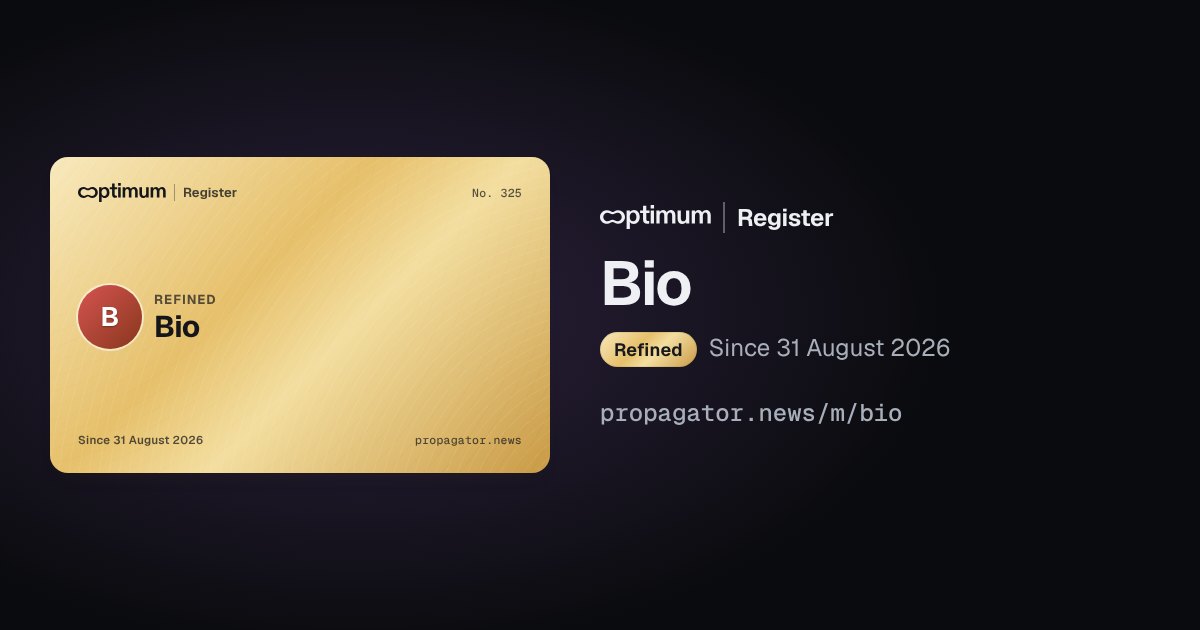 optimum | Register
No. 325
B
REFINED
Bio
Since 31 August 2026
propagator.news
optimum | Register
Bio
Refined Since 31 August 2026
propagator.news/m/bio